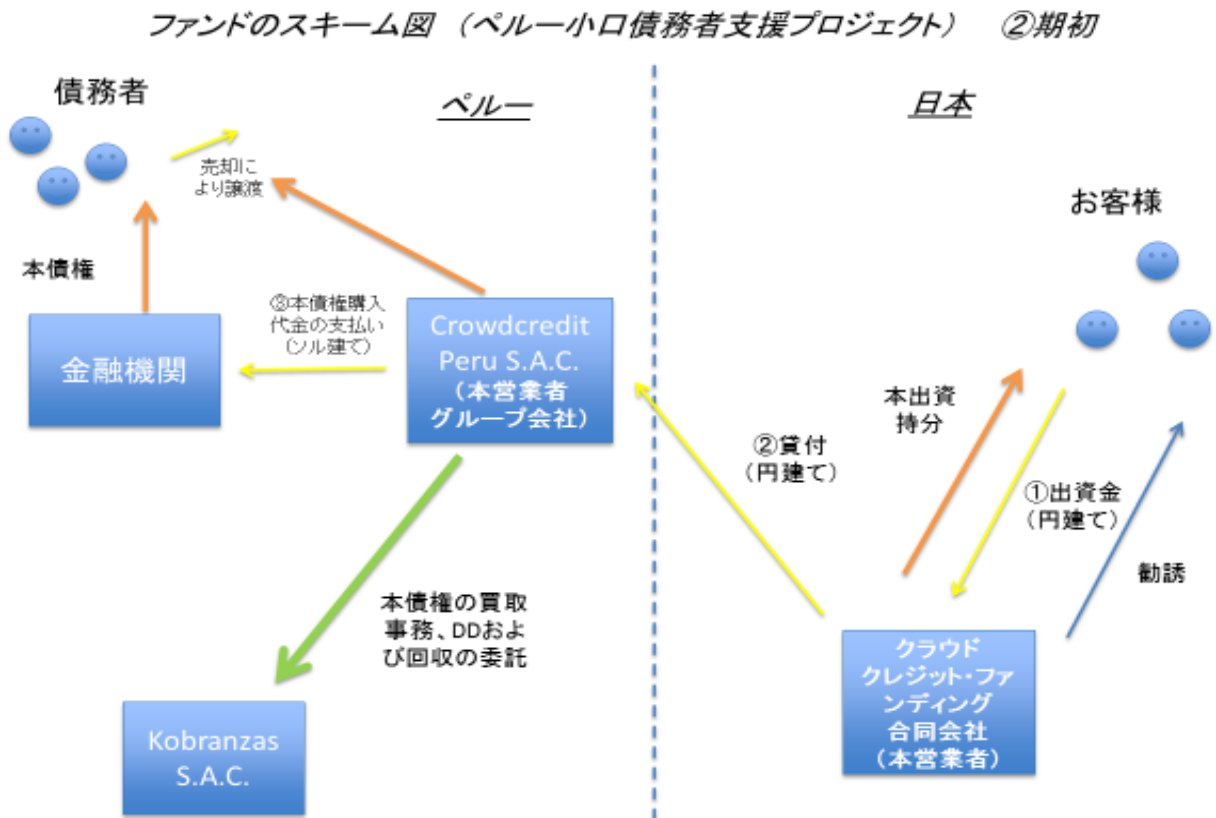 ファンドのスキーム図 （ペルー小口債務者支援プロジェクト） ②期初
債務者
ペルー
日本
売却に
より譲渡
お客様
本債権
③本債権購入
代金の支払い
（ソル建て）
金融機関
Crowdcredit
Peru S.A.C.
（本営業者
グループ会社）
本出資
持分
②貸付
（円建て）
①出資金
（円建て）
勧誘
本債権の買取
事務、DDおよ
び回収の委託
クラウド
クレジット・ファ
ンディング
合同会社
（本営業者）
Kobranzas
S.A.C.